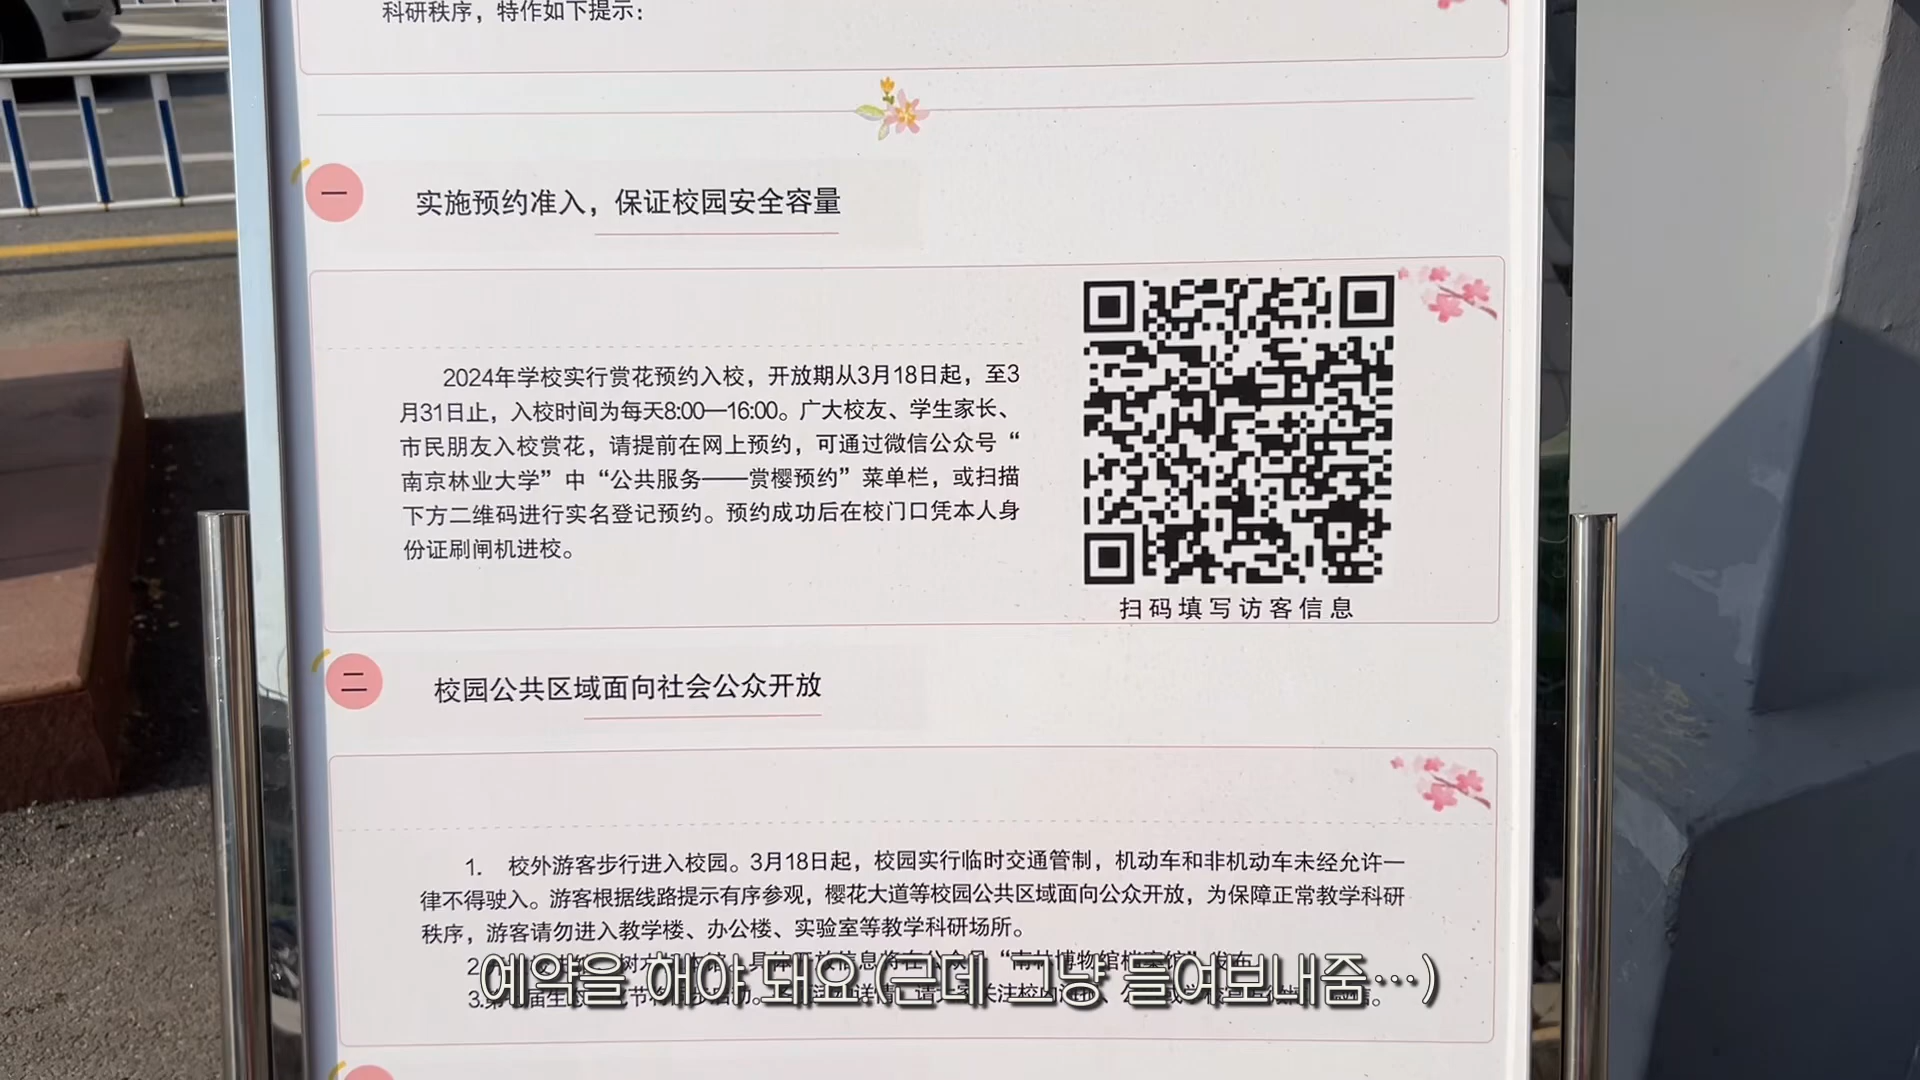 科研秩序，特作如下提示：
一
实施预约准入，保证校园安全容量
2024年学校实行赏花预约入校，开放期从3月18日起，至3
月31日止，入校时间为每天8:00—16:00。广大校友、学生家长、
市民朋友入校赏花，请提前在网上预约，可通过微信公众号“
南京林业大学”中“公共服务——赏樱预约”菜单栏，或扫描
下方二维码进行实名登记预约。预约成功后在校门口凭本人身
份证刷闸机进校。
扫码填写访客信息
二
校园公共区域面向社会公众开放
1. 校外游客步行进入校园。3月18日起，校园实行临时交通管制，机动车和非机动车未经允许一
律不得驶入。游客根据线路提示有序参观，樱花大道等校园公共区域面向公众开放，为保障正常教学科研
秩序，游客请勿进入教学楼、办公楼、实验室等教学科研场所。
예약을 해야 돼요 (근데 그냥 들여보내줌…)